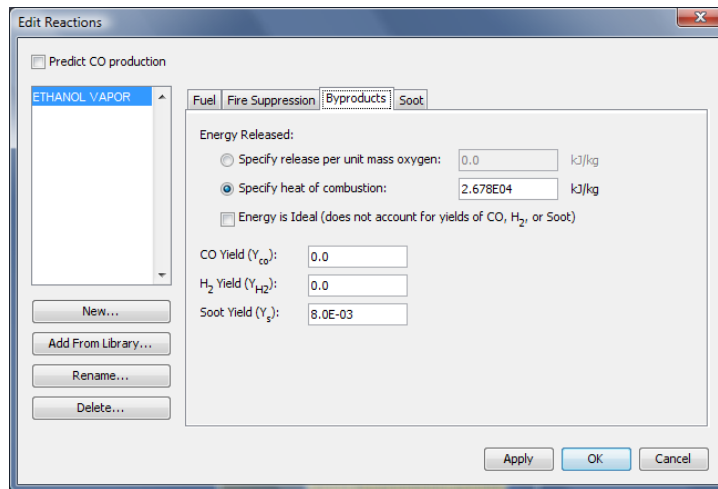 Edit Reactions
Predict CO production
ETHANOL VAPOR
New...
Add From Library...
Rename...
Delete...
Fuel Fire Suppression Byproducts Soot
Energy Released:
Specify release per unit mass oxygen: 0.0 kJ/kg
Specify heat of combustion: 2.678E04 kJ/kg
Energy is Ideal (does not account for yields of CO, H₂, or Soot)
CO Yield (Y_co): 0.0
H₂ Yield (Y_H2): 0.0
Soot Yield (Y_s): 8.0E-03
Apply OK Cancel